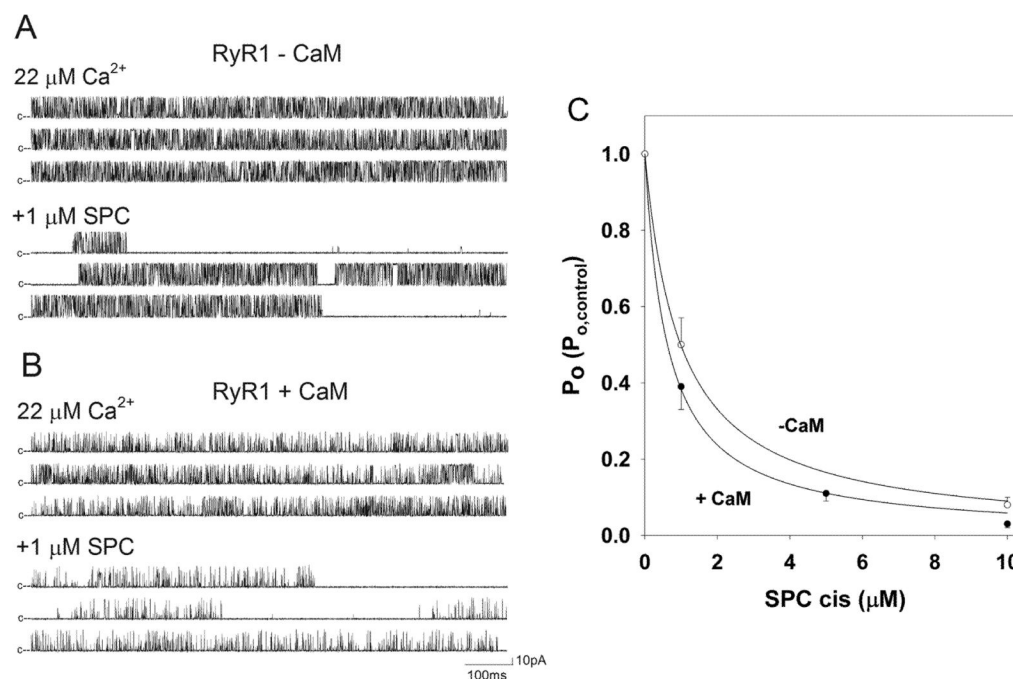 A
RyR1 - CaM
22 μM Ca²⁺
c--
c--
c--
+1 μM SPC
c--
c--
c--
B
RyR1 + CaM
22 μM Ca²⁺
c--
c--
c--
+1 μM SPC
c--
c--
c--
10pA
100ms
C
Po (Po,control)
1.0
0.8
0.6
0.4
0.2
0.0
-CaM
+ CaM
0 2 4 6 8 10
SPC cis (μM)